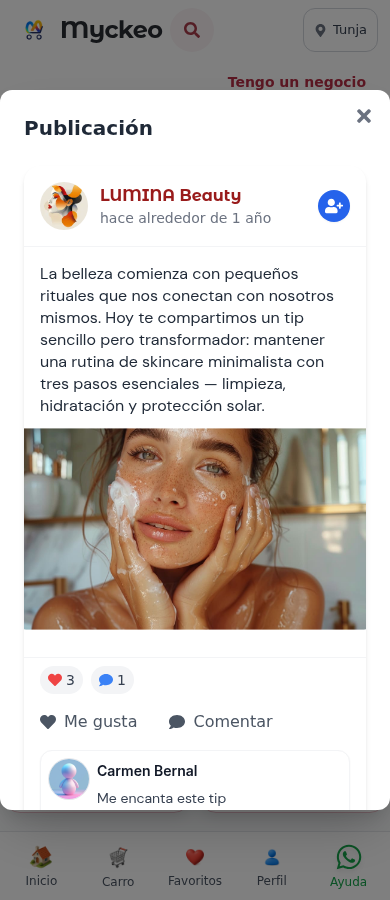 Myckeo
Tunja
Tengo un negocio
Publicación
LUMINA Beauty
hace alrededor de 1 año
La belleza comienza con pequeños
rituales que nos conectan con nosotros
mismos. Hoy te compartimos un tip
sencillo pero transformador: mantener
una rutina de skincare minimalista con
tres pasos esenciales — limpieza,
hidratación y protección solar.
3
1
Me gusta
Comentar
Carmen Bernal
Me encanta este tip
Inicio
Carro
Favoritos
Perfil
Ayuda